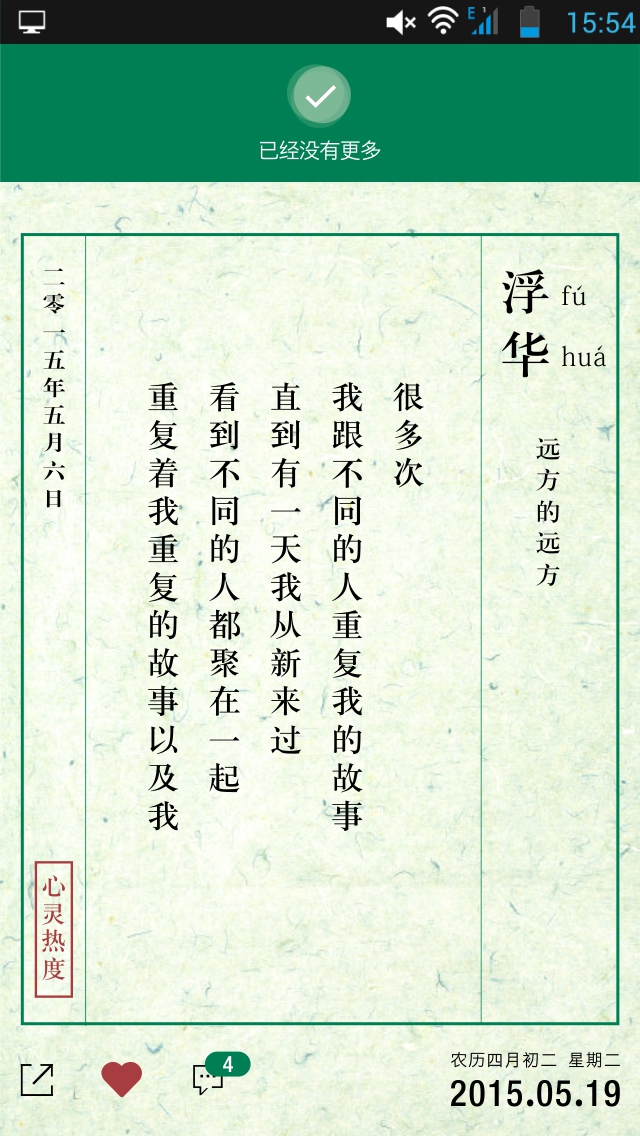 E
15:54
已经没有更多
浮华
fú
huá
远方的远方
很多次
我跟不同的人重复我的故事
直到有一天我从新来过
看到不同的人都聚在一起
重复着我重复的故事以及我
二零一五年五月六日
心灵热度
4
农历四月初二 星期二
2015.05.19